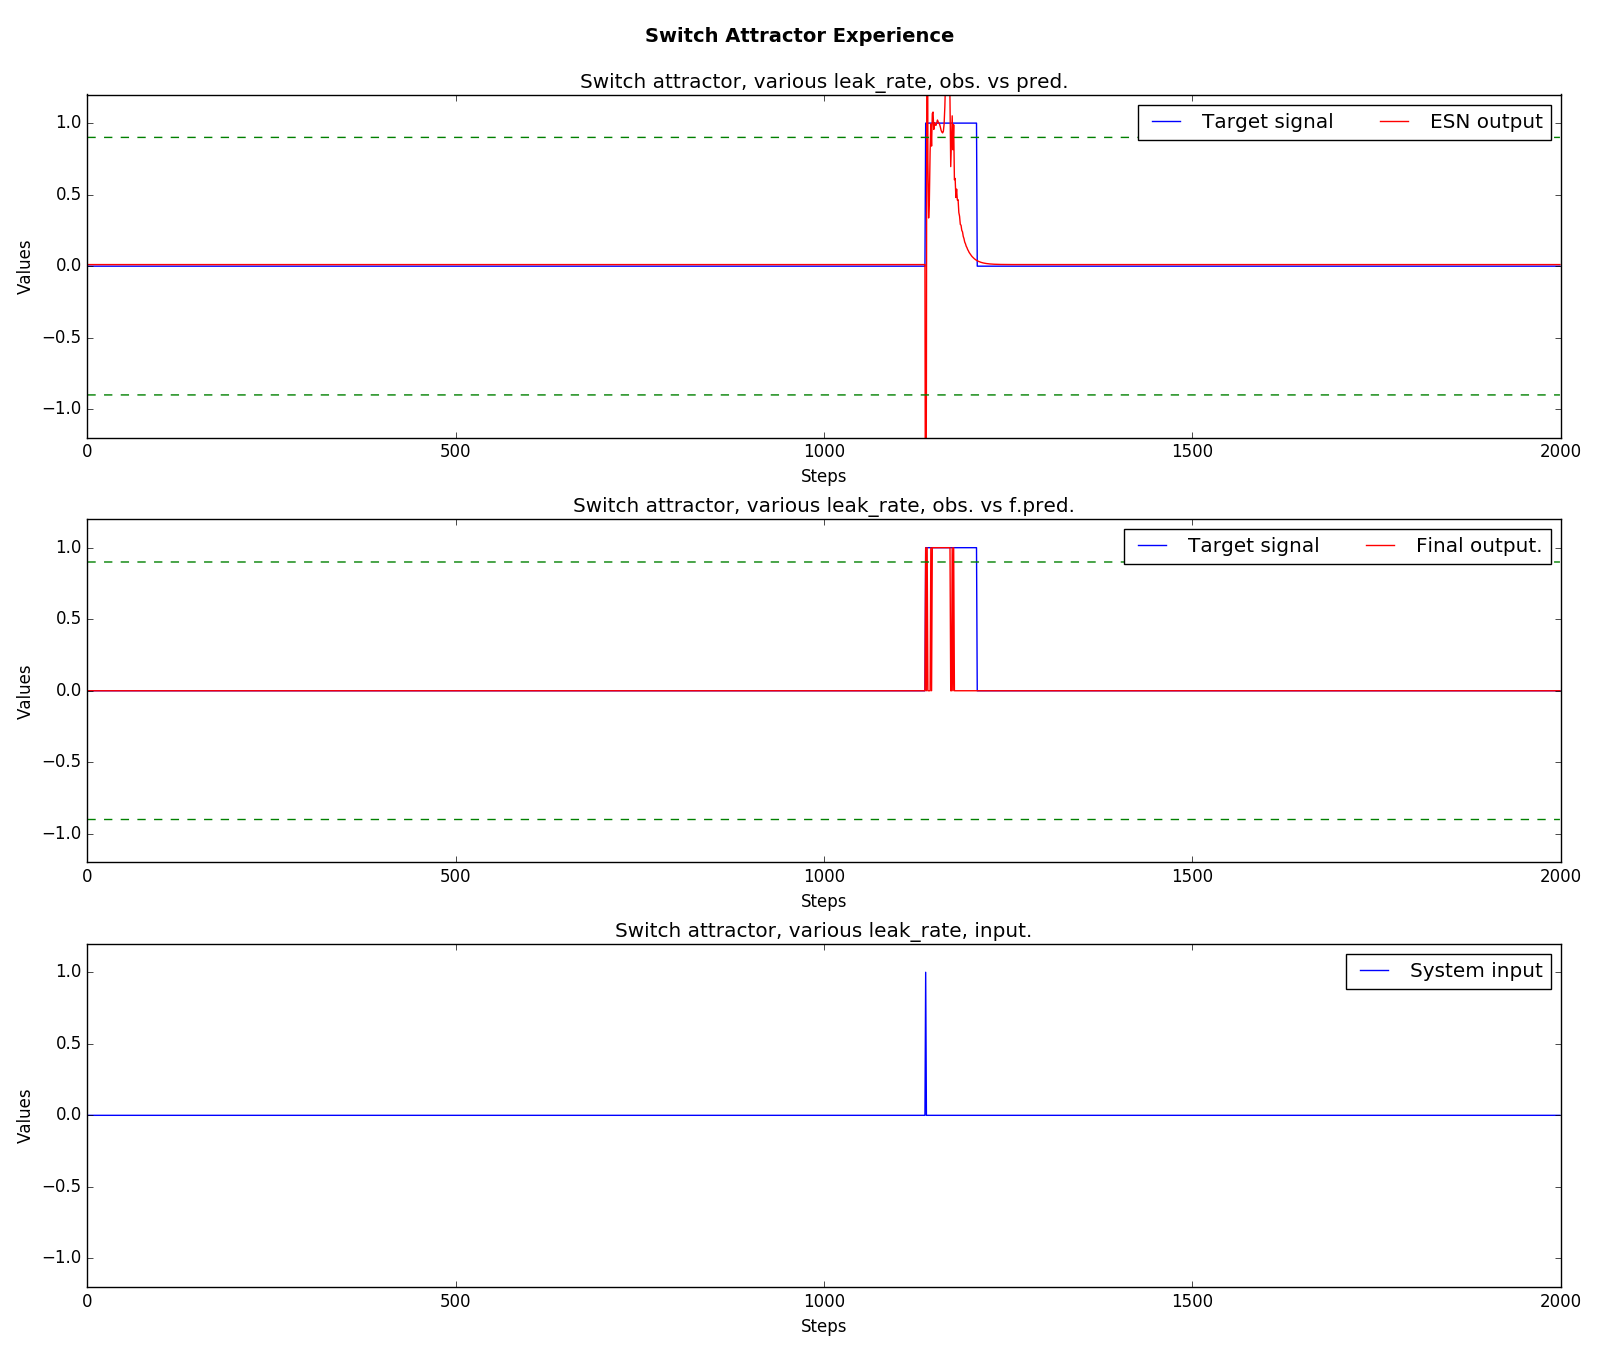 Switch Attractor Experience
Switch attractor, various leak_rate, obs. vs pred.
Target signal ESN output
Values
1.0
0.5
0.0
−0.5
−1.0
0 500 1000 1500 2000
Steps
Switch attractor, various leak_rate, obs. vs f.pred.
Target signal Final output.
Values
1.0
0.5
0.0
−0.5
−1.0
0 500 1000 1500 2000
Steps
Switch attractor, various leak_rate, input.
System input
Values
1.0
0.5
0.0
−0.5
−1.0
0 500 1000 1500 2000
Steps